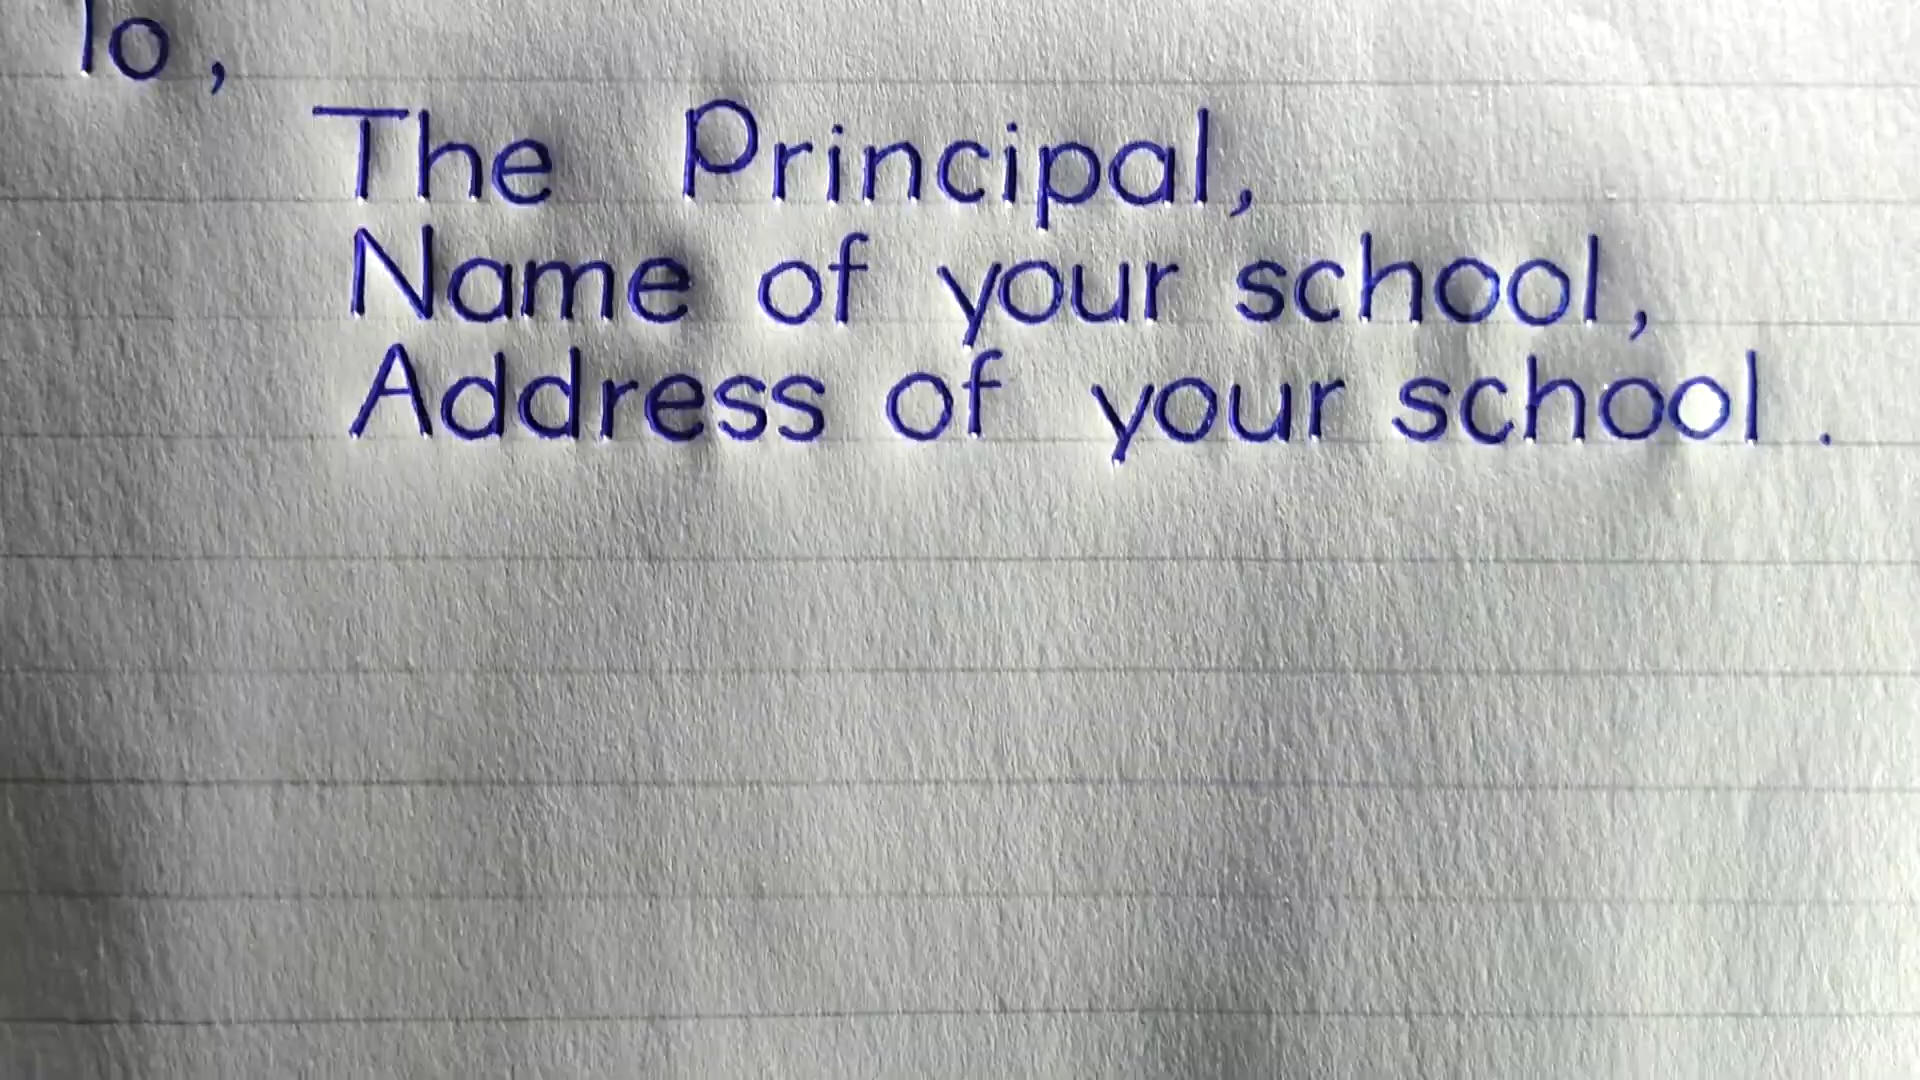 To,
The Principal,
Name of your school,
Address of your school.